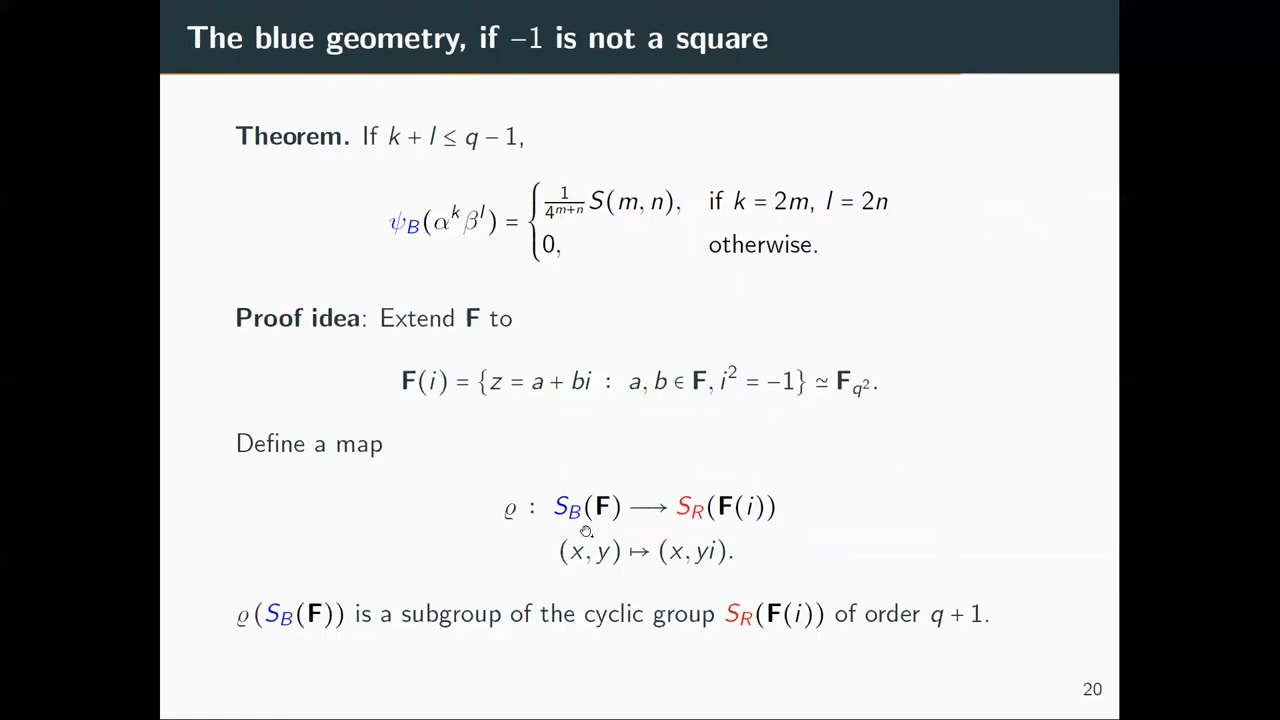 The blue geometry, if −1 is not a square
Theorem. If k + l ≤ q − 1,
ψ_B(α^k β^l) = { 1/4^{m+n} S(m, n), if k = 2m, l = 2n
0, otherwise.
Proof idea: Extend F to
F(i) = {z = a + bi : a, b ∈ F, i² = −1} ≃ F_{q²}.
Define a map
ϱ : S_B(F) ⟶ S_R(F(i))
(x, y) ↦ (x, yi).
ϱ(S_B(F)) is a subgroup of the cyclic group S_R(F(i)) of order q + 1.
20